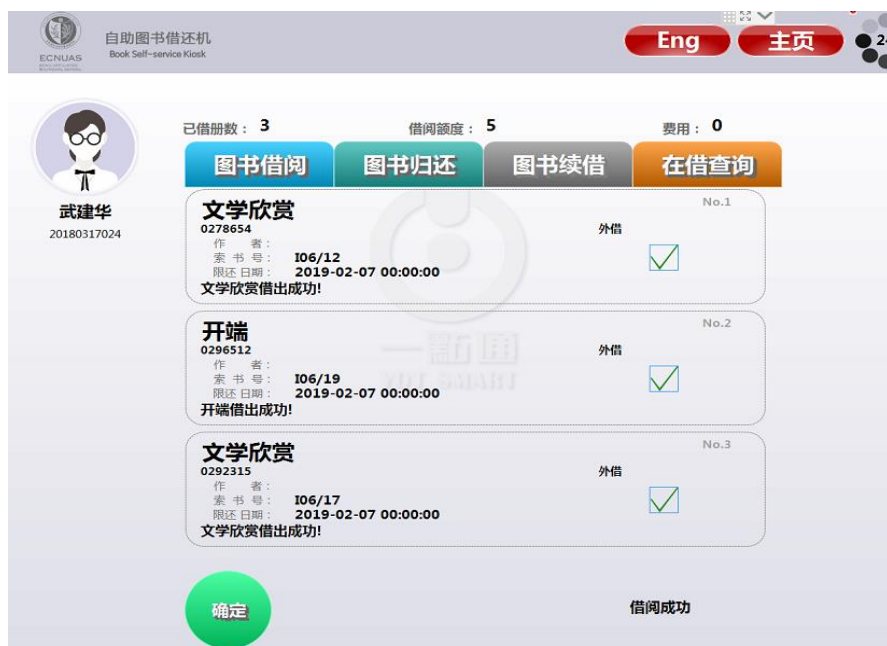 自助图书借还机
Book Self-service Kiosk
ECNUAS
Eng
主页
2
已借册数： 3
借阅额度： 5
费用： 0
图书借阅
图书归还
图书续借
在借查询
武建华
20180317024
No.1
文学欣赏
0278654
外借
作 者：
索 书 号： I06/12
限还日期： 2019-02-07 00:00:00
文学欣赏借出成功!
No.2
开端
0296512
外借
作 者：
索 书 号： I06/19
限还日期： 2019-02-07 00:00:00
开端借出成功!
No.3
文学欣赏
0292315
外借
作 者：
索 书 号： I06/17
限还日期： 2019-02-07 00:00:00
文学欣赏借出成功!
一點通
YDT SMART
确定
借阅成功